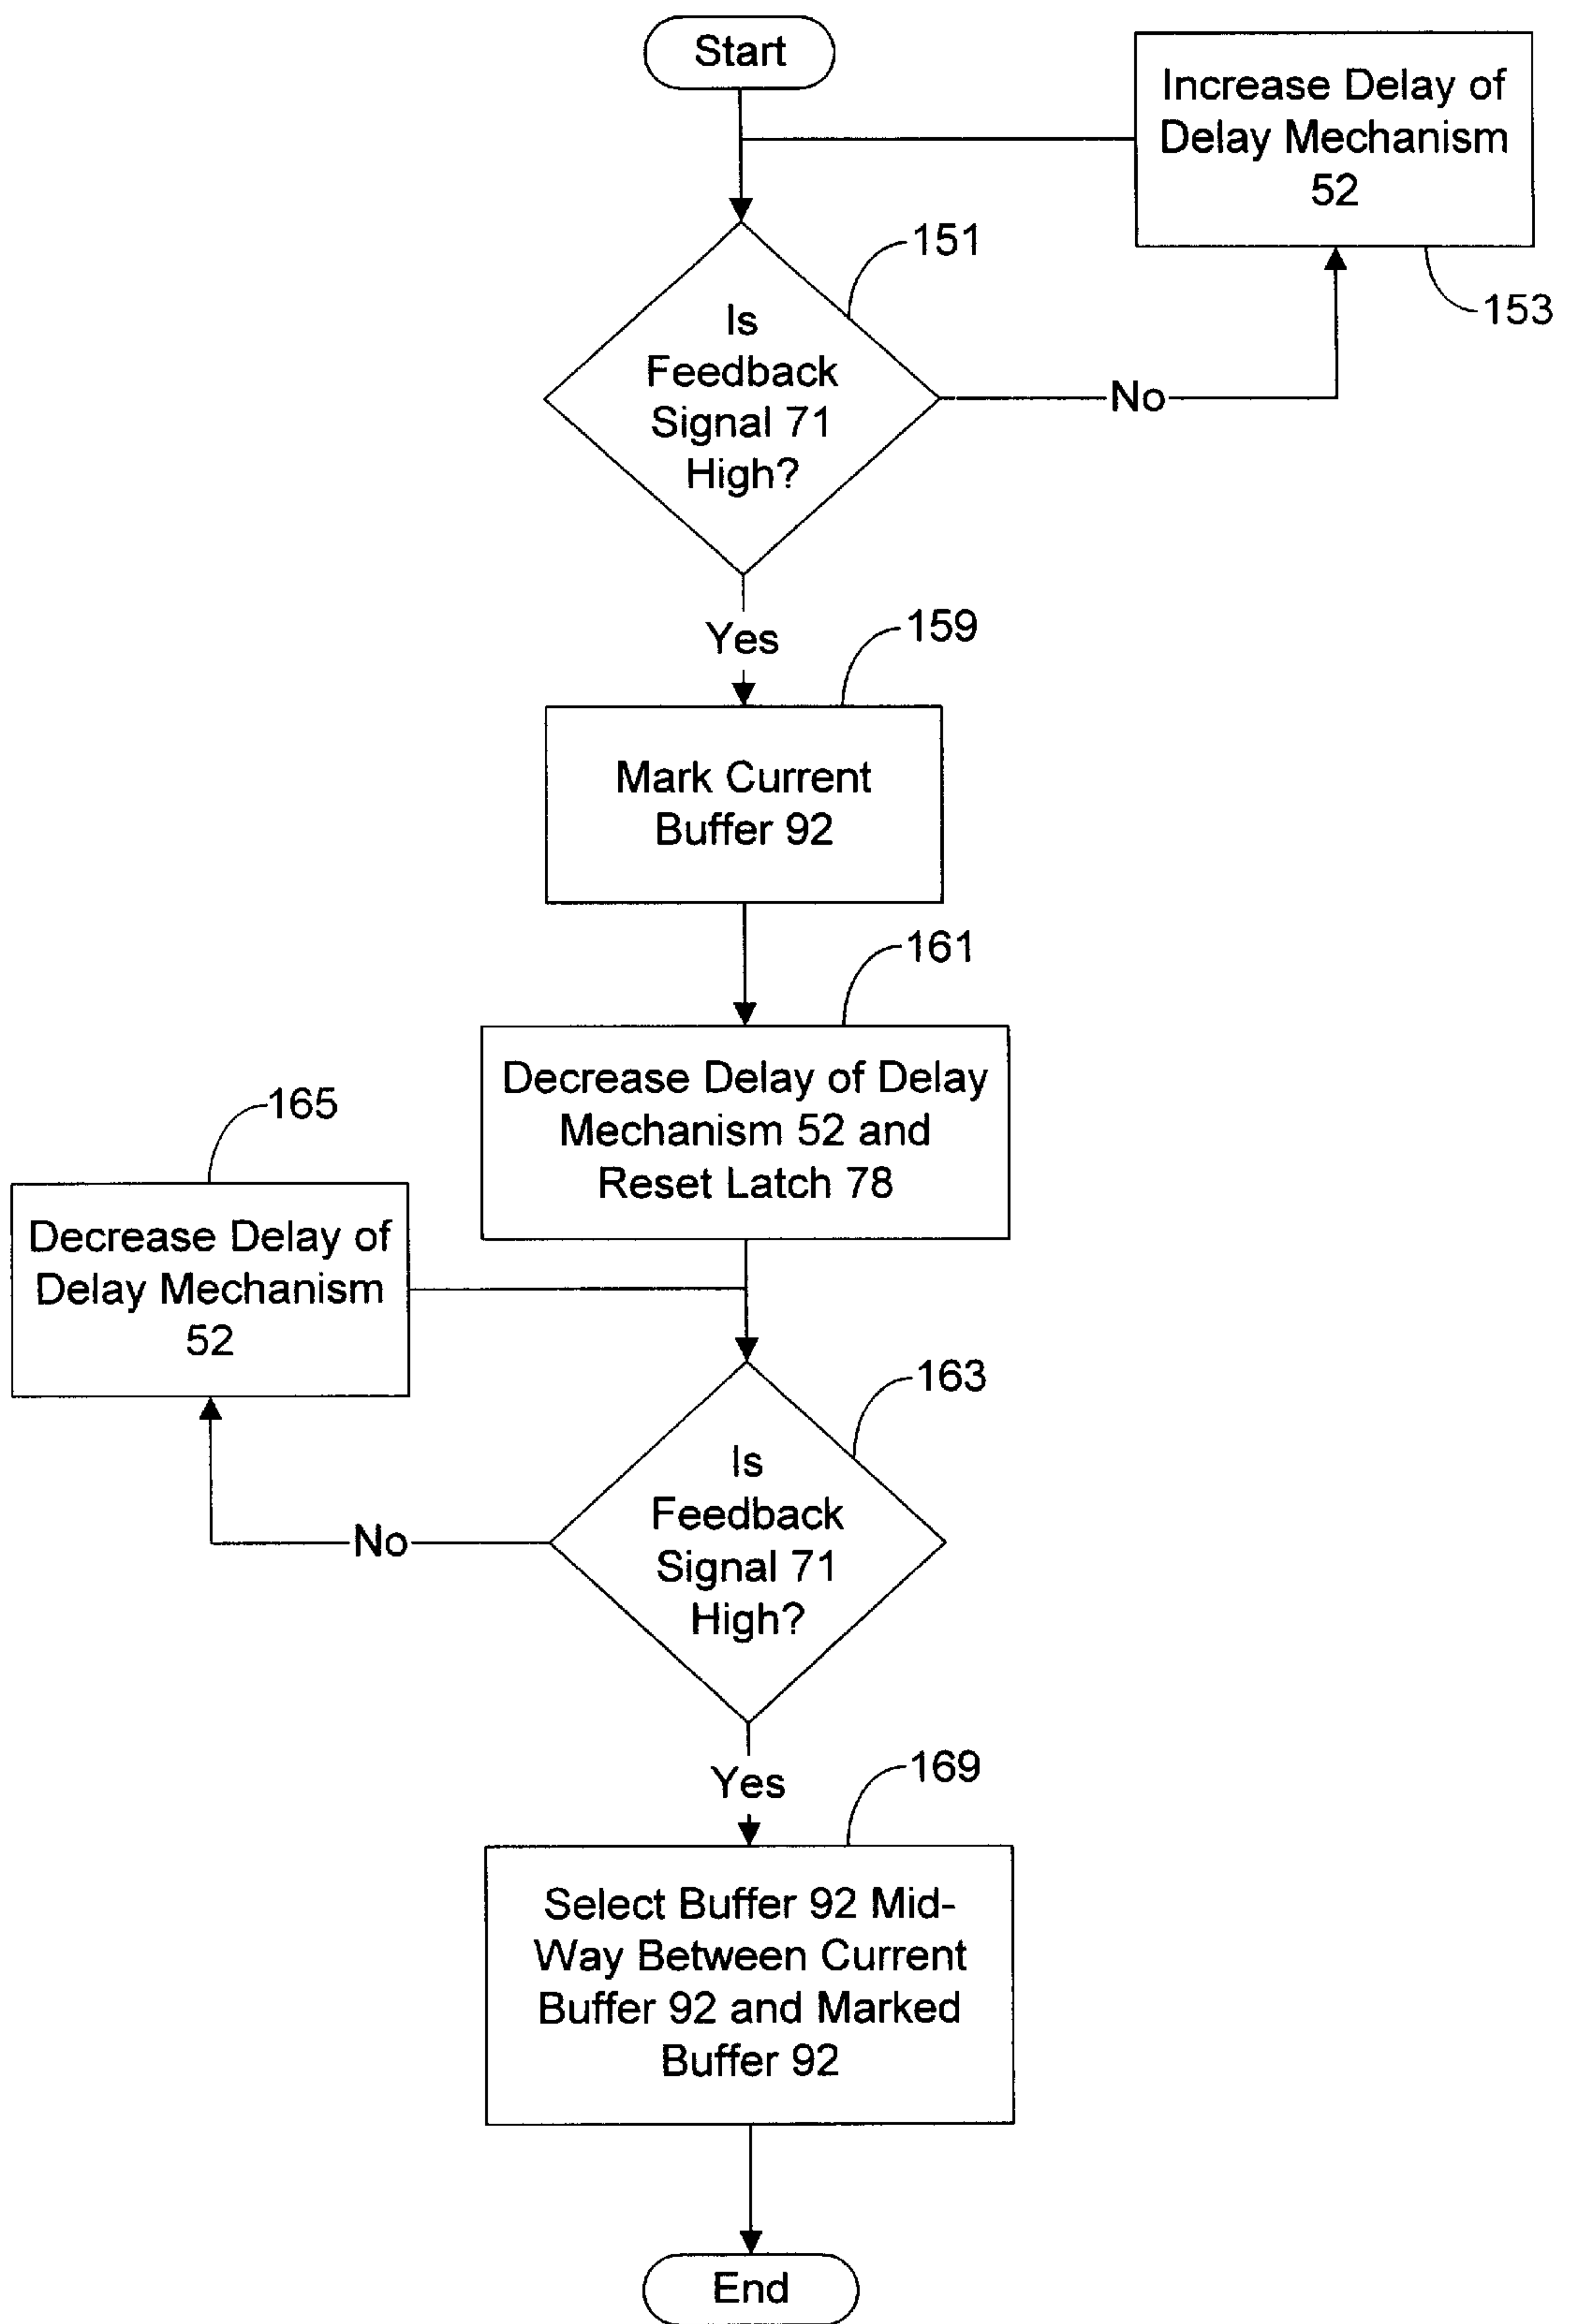 Start
Increase Delay of
Delay Mechanism
52
151
153
Is
Feedback
Signal 71
High?
No
Yes
159
Mark Current
Buffer 92
161
Decrease Delay of Delay
Mechanism 52 and
Reset Latch 78
165
Decrease Delay of
Delay Mechanism
52
163
Is
Feedback
Signal 71
High?
No
Yes
169
Select Buffer 92 Mid-
Way Between Current
Buffer 92 and Marked
Buffer 92
End